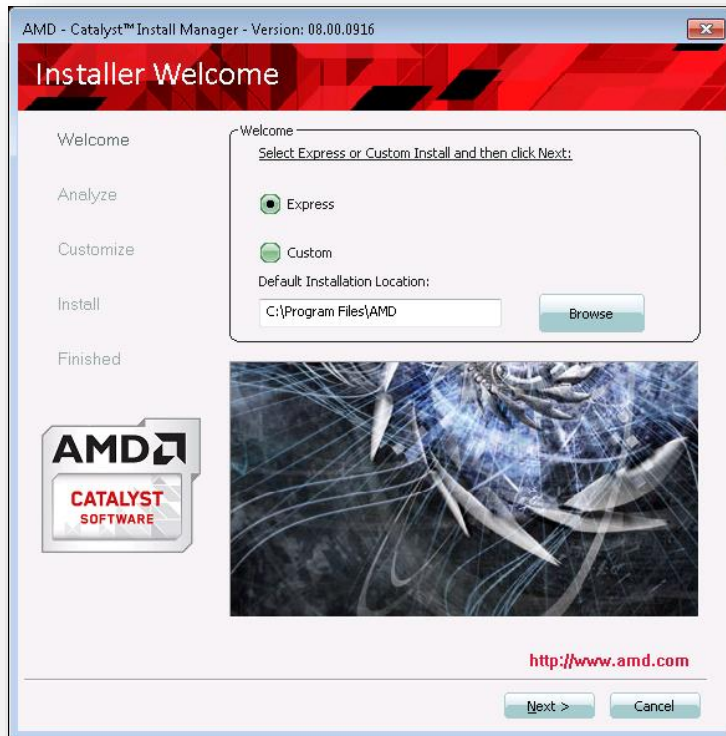 AMD - Catalyst™ Install Manager - Version: 08.00.0916
Installer Welcome
Welcome
Analyze
Customize
Install
Finished
Welcome
Select Express or Custom Install and then click Next:
Express
Custom
Default Installation Location:
C:\Program Files\AMD
Browse
AMD
CATALYST
SOFTWARE
http://www.amd.com
Next >
Cancel